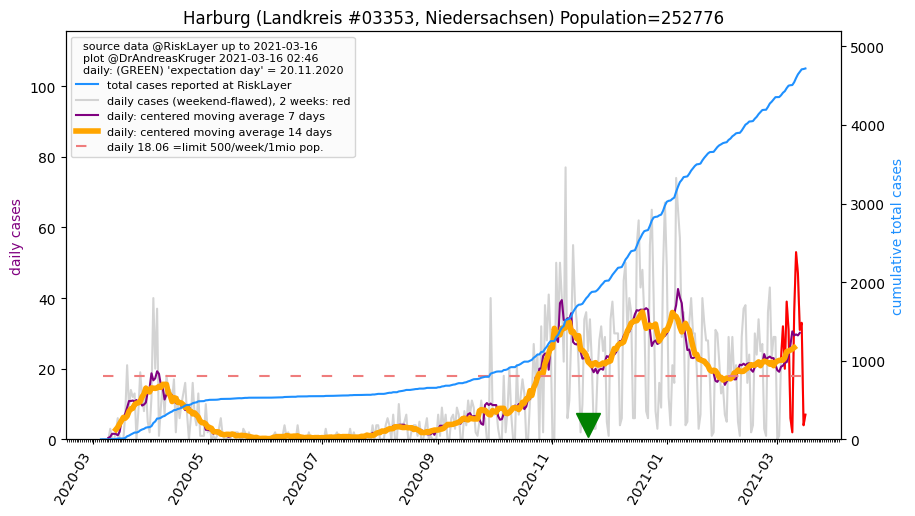 Harburg (Landkreis #03353, Niedersachsen) Population=252776
source data @RiskLayer up to 2021-03-16
plot @DrAndreasKruger 2021-03-16 02:46
daily: (GREEN) 'expectation day' = 20.11.2020
total cases reported at RiskLayer
daily cases (weekend-flawed), 2 weeks: red
daily: centered moving average 7 days
daily: centered moving average 14 days
daily 18.06 =limit 500/week/1mio pop.
daily cases
100
80
60
40
20
0
cumulative total cases
5000
4000
3000
2000
1000
0
2020-03
2020-05
2020-07
2020-09
2020-11
2021-01
2021-03